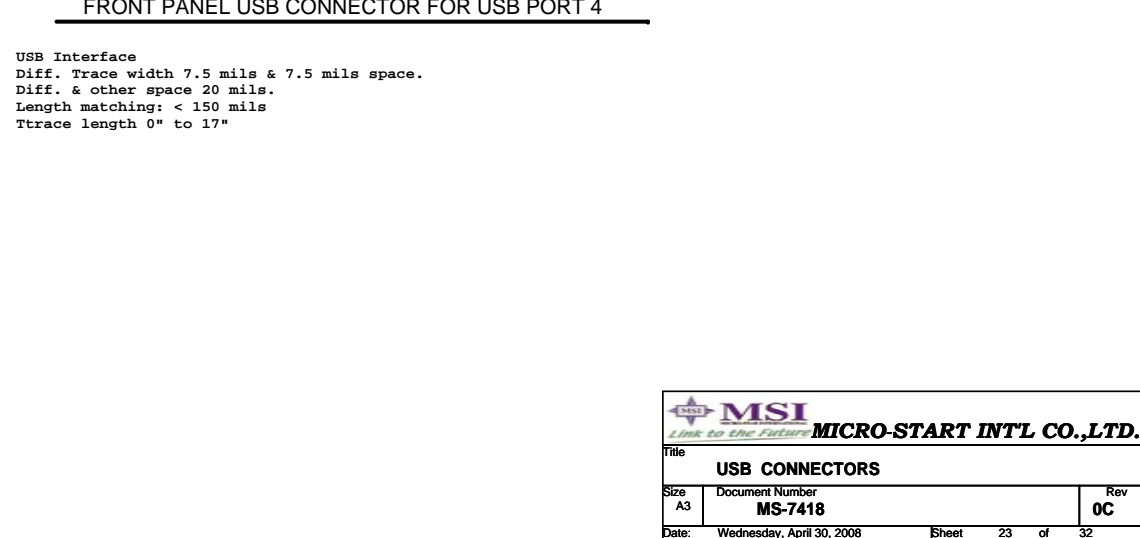 FRONT PANEL USB CONNECTOR FOR USB PORT 4
USB Interface
Diff. Trace width 7.5 mils & 7.5 mils space.
Diff. & other space 20 mils.
Length matching: < 150 mils
Ttrace length 0" to 17"
MSI MSI
Link to the Future MICRO-START INT'L CO.,LTD.
Title
USB CONNECTORS
Size Document Number Rev
A3 MS-7418 0C
Date: Wednesday, April 30, 2008 Sheet 23 of 32